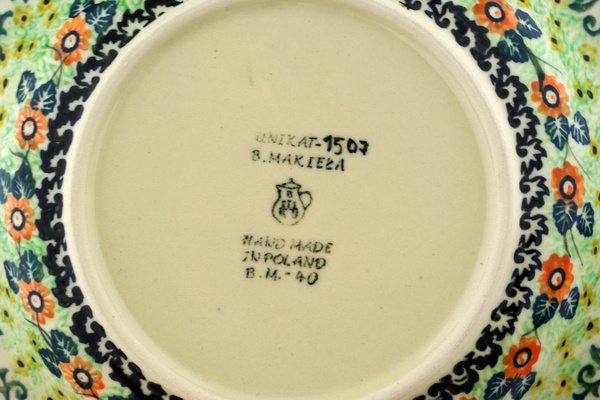 UNIKAT-1507
B. MAKIEŁA
HAND MADE
IN POLAND
B.M.-40